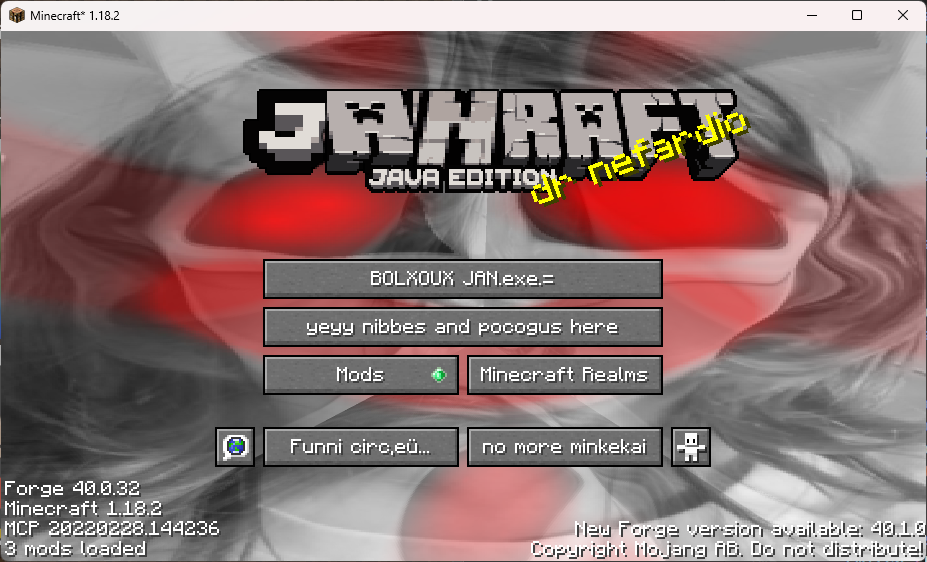 Minecraft* 1.18.2
JANRAFT
JAVA EDITION
dr nefardio
BOLXOUX JAN.exe.=
yeyy nibbes and pocogus here
Mods
Minecraft Realms
Funni circ,eü...
no more minkekai
Forge 40.0.32
Minecraft 1.18.2
MCP 20220228.144236
3 mods loaded
New Forge version available: 40.1.0
Copyright Mojang AB. Do not distribute!